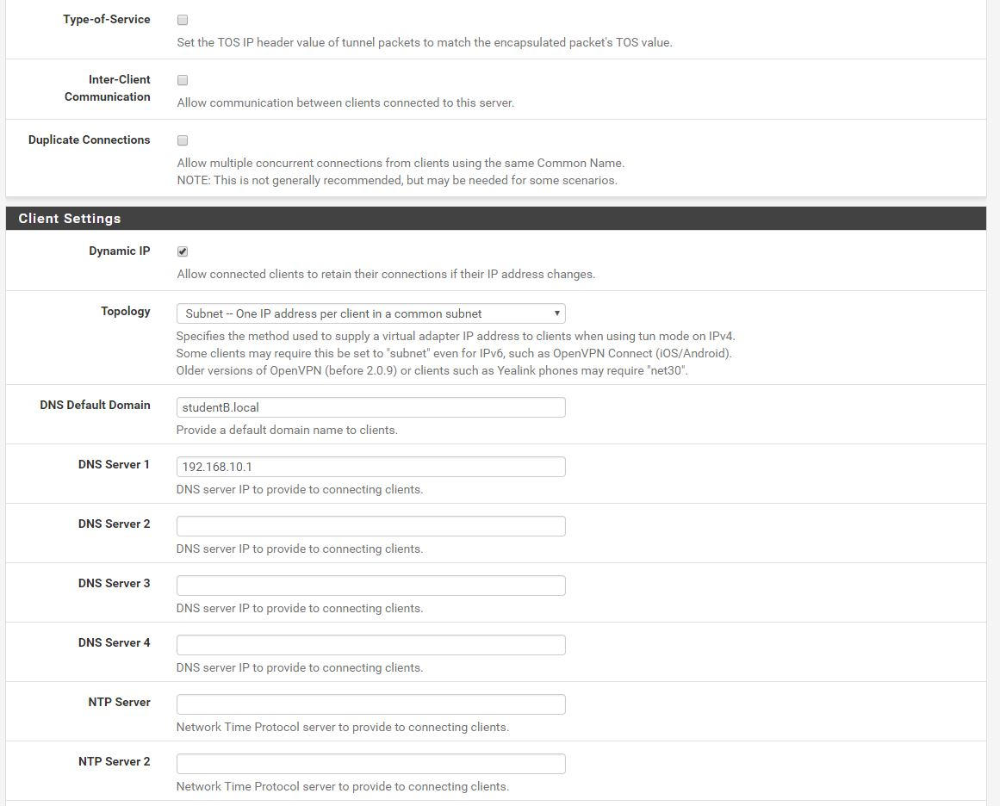 Type-of-Service
Set the TOS IP header value of tunnel packets to match the encapsulated packet's TOS value.
Inter-Client
Communication
Allow communication between clients connected to this server.
Duplicate Connections
Allow multiple concurrent connections from clients using the same Common Name.
NOTE: This is not generally recommended, but may be needed for some scenarios.
Client Settings
Dynamic IP
Allow connected clients to retain their connections if their IP address changes.
Topology
Subnet -- One IP address per client in a common subnet
Specifies the method used to supply a virtual adapter IP address to clients when using tun mode on IPv4.
Some clients may require this be set to "subnet" even for IPv6, such as OpenVPN Connect (iOS/Android).
Older versions of OpenVPN (before 2.0.9) or clients such as Yealink phones may require "net30".
DNS Default Domain
studentB.local
Provide a default domain name to clients.
DNS Server 1
192.168.10.1
DNS server IP to provide to connecting clients.
DNS Server 2
DNS server IP to provide to connecting clients.
DNS Server 3
DNS server IP to provide to connecting clients.
DNS Server 4
DNS server IP to provide to connecting clients.
NTP Server
Network Time Protocol server to provide to connecting clients.
NTP Server 2
Network Time Protocol server to provide to connecting clients.